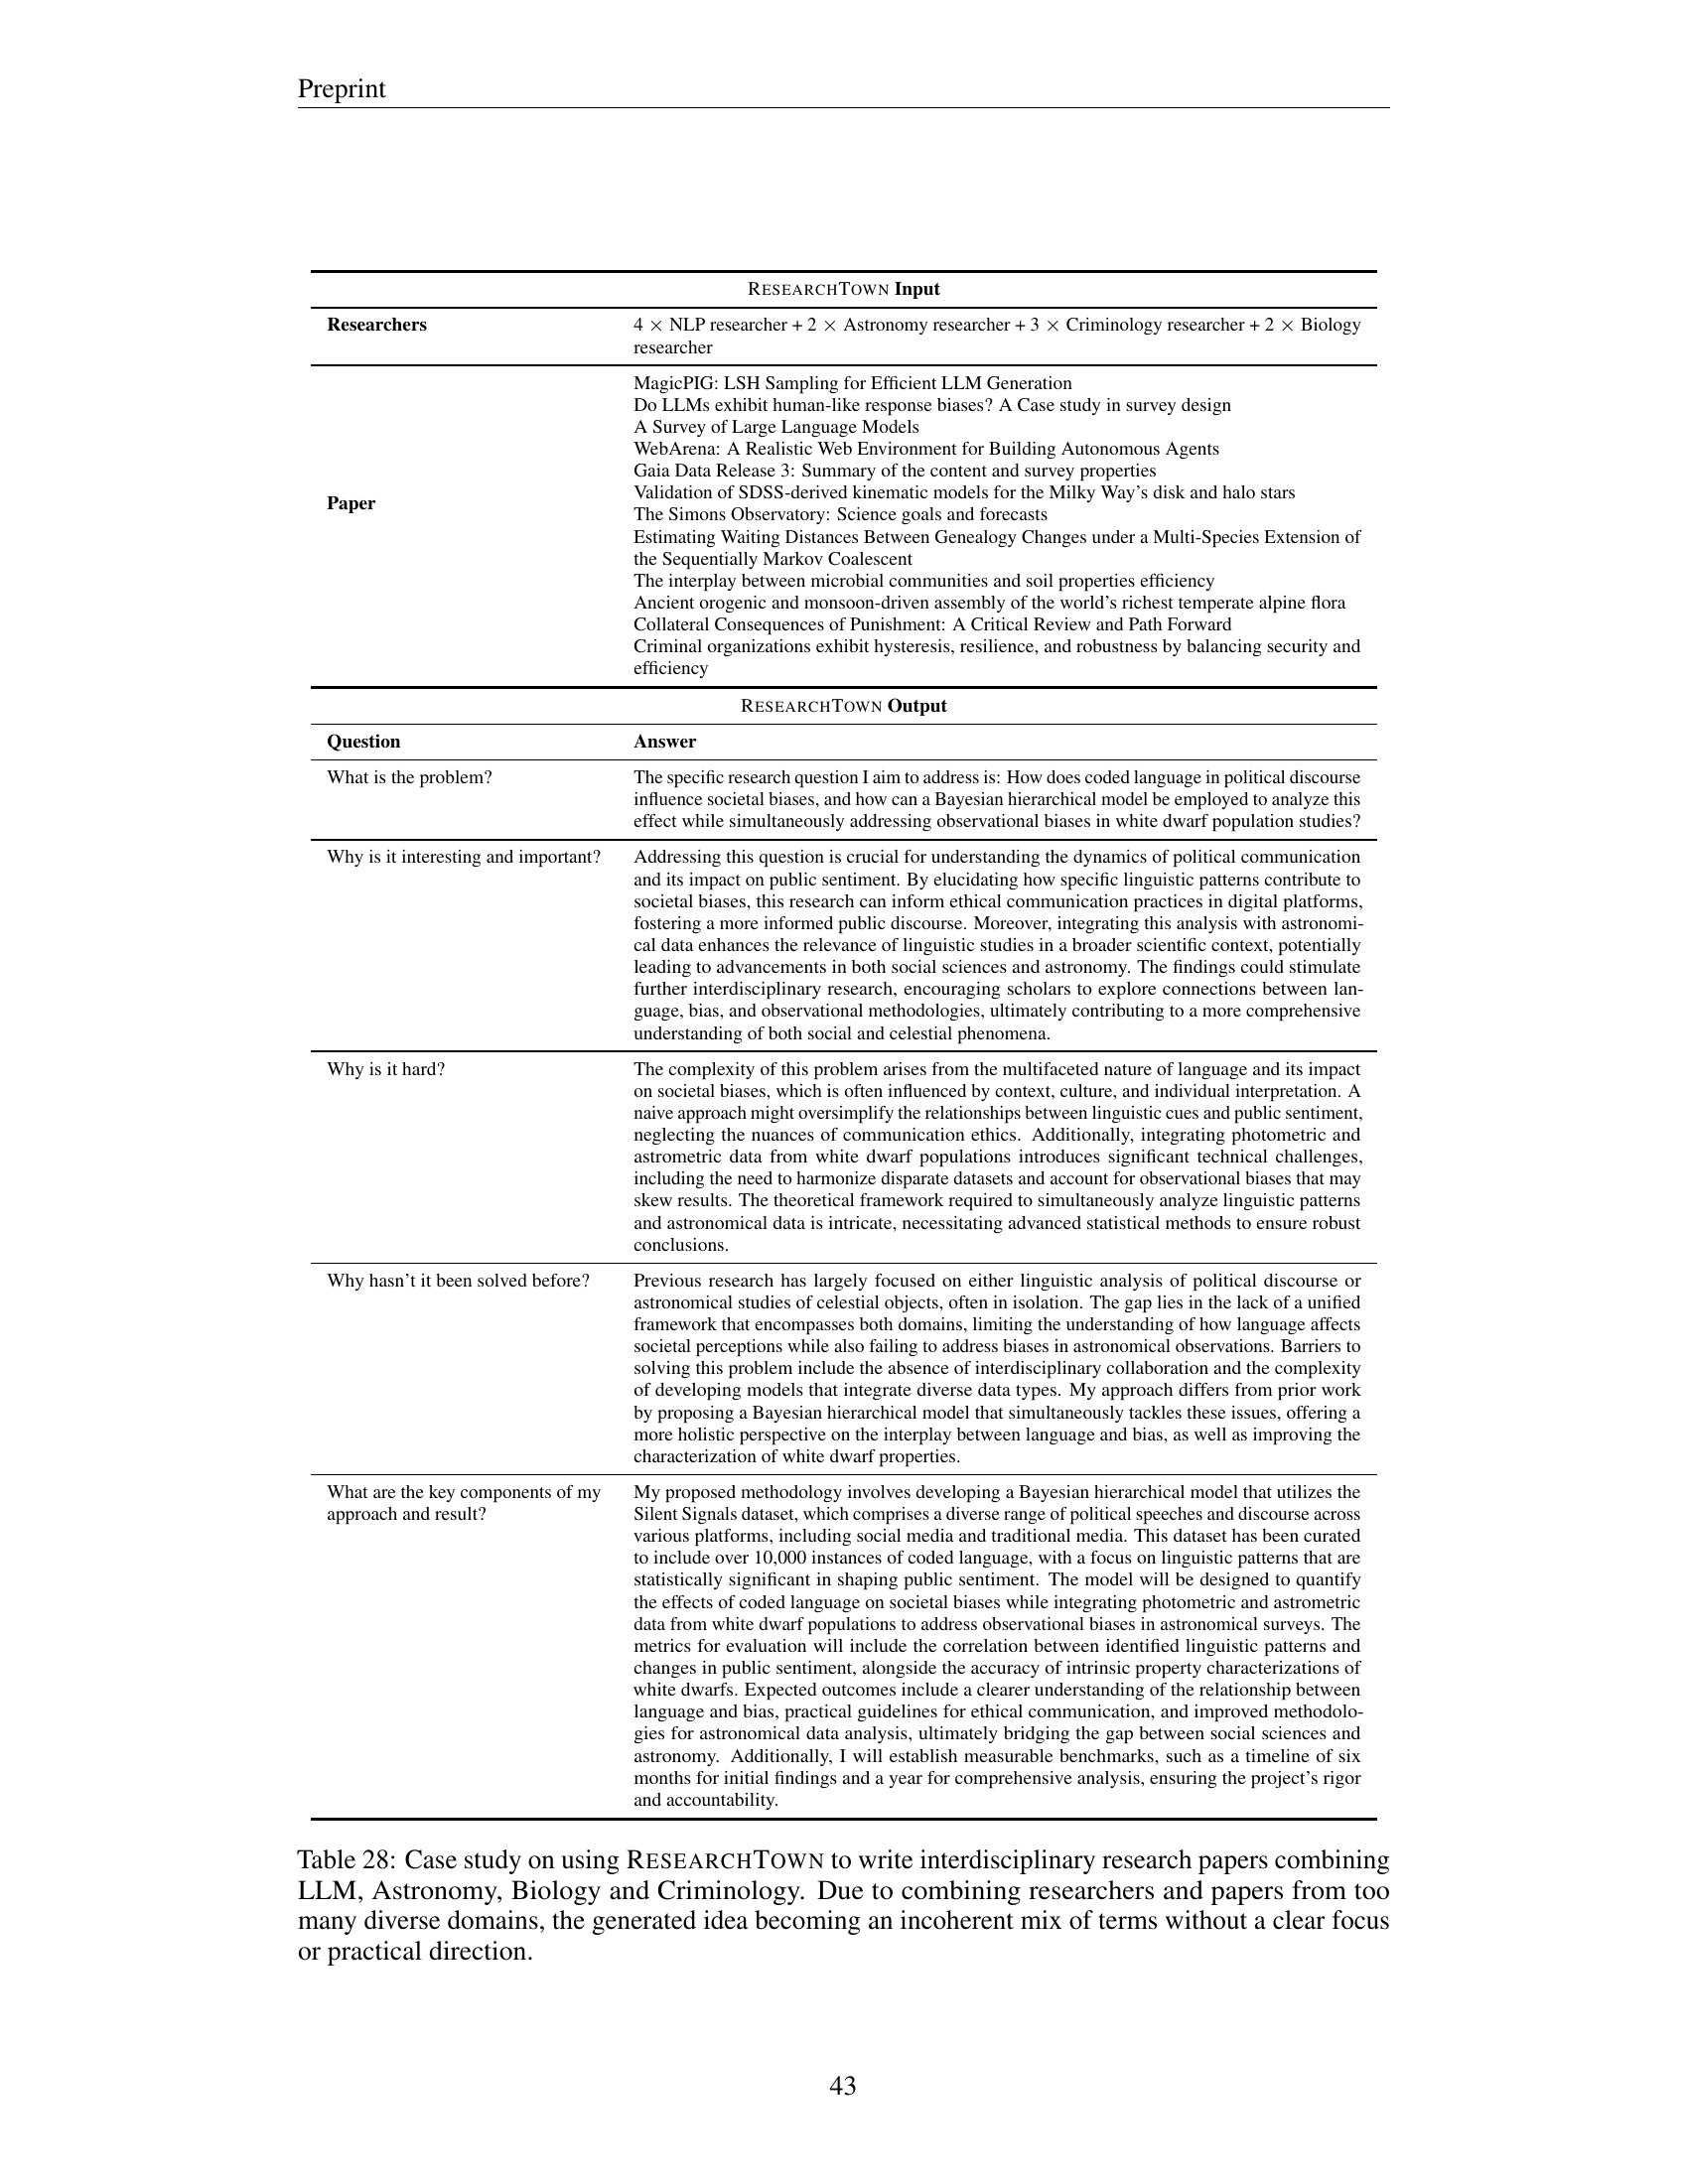 Preprint
RESEARCHTOWN Input
Researchers 4 × NLP researcher + 2 × Astronomy researcher + 3 × Criminology researcher + 2 × Biology
researcher
MagicPIG: LSH Sampling for Efficient LLM Generation
Do LLMs exhibit human-like response biases? A Case study in survey design
A Survey of Large Language Models
WebArena: A Realistic Web Environment for Building Autonomous Agents
Gaia Data Release 3: Summary of the content and survey properties
Validation of SDSS-derived kinematic models for the Milky Way's disk and halo stars
Paper
The Simons Observatory: Science goals and forecasts
Estimating Waiting Distances Between Genealogy Changes under a Multi-Species Extension of
the Sequentially Markov Coalescent
The interplay between microbial communities and soil properties efficiency
Ancient orogenic and monsoon-driven assembly of the world's richest temperate alpine flora
Collateral Consequences of Punishment: A Critical Review and Path Forward
Criminal organizations exhibit hysteresis, resilience, and robustness by balancing security and
efficiency
RESEARCHTOWN Output
Question Answer
What is the problem? The specific research question I aim to address is: How does coded language in political discourse
influence societal biases, and how can a Bayesian hierarchical model be employed to analyze this
effect while simultaneously addressing observational biases in white dwarf population studies?
Why is it interesting and important? Addressing this question is crucial for understanding the dynamics of political communication
and its impact on public sentiment. By elucidating how specific linguistic patterns contribute to
societal biases, this research can inform ethical communication practices in digital platforms,
fostering a more informed public discourse. Moreover, integrating this analysis with astronomi-
cal data enhances the relevance of linguistic studies in a broader scientific context, potentially
leading to advancements in both social sciences and astronomy. The findings could stimulate
further interdisciplinary research, encouraging scholars to explore connections between lan-
guage, bias, and observational methodologies, ultimately contributing to a more comprehensive
understanding of both social and celestial phenomena.
Why is it hard? The complexity of this problem arises from the multifaceted nature of language and its impact
on societal biases, which is often influenced by context, culture, and individual interpretation. A
naive approach might oversimplify the relationships between linguistic cues and public sentiment,
neglecting the nuances of communication ethics. Additionally, integrating photometric and
astrometric data from white dwarf populations introduces significant technical challenges,
including the need to harmonize disparate datasets and account for observational biases that may
skew results. The theoretical framework required to simultaneously analyze linguistic patterns
and astronomical data is intricate, necessitating advanced statistical methods to ensure robust
conclusions.
Why hasn't it been solved before? Previous research has largely focused on either linguistic analysis of political discourse or
astronomical studies of celestial objects, often in isolation. The gap lies in the lack of a unified
framework that encompasses both domains, limiting the understanding of how language affects
societal perceptions while also failing to address biases in astronomical observations. Barriers to
solving this problem include the absence of interdisciplinary collaboration and the complexity
of developing models that integrate diverse data types. My approach differs from prior work
by proposing a Bayesian hierarchical model that simultaneously tackles these issues, offering a
more holistic perspective on the interplay between language and bias, as well as improving the
characterization of white dwarf properties.
What are the key components of my My proposed methodology involves developing a Bayesian hierarchical model that utilizes the
approach and result? Silent Signals dataset, which comprises a diverse range of political speeches and discourse across
various platforms, including social media and traditional media. This dataset has been curated
to include over 10,000 instances of coded language, with a focus on linguistic patterns that are
statistically significant in shaping public sentiment. The model will be designed to quantify
the effects of coded language on societal biases while integrating photometric and astrometric
data from white dwarf populations to address observational biases in astronomical surveys. The
metrics for evaluation will include the correlation between identified linguistic patterns and
changes in public sentiment, alongside the accuracy of intrinsic property characterizations of
white dwarfs. Expected outcomes include a clearer understanding of the relationship between
language and bias, practical guidelines for ethical communication, and improved methodolo-
gies for astronomical data analysis, ultimately bridging the gap between social sciences and
astronomy. Additionally, I will establish measurable benchmarks, such as a timeline of six
months for initial findings and a year for comprehensive analysis, ensuring the project's rigor
and accountability.
Table 28: Case study on using RESEARCHTOWN to write interdisciplinary research papers combining
LLM, Astronomy, Biology and Criminology. Due to combining researchers and papers from too
many diverse domains, the generated idea becoming an incoherent mix of terms without a clear focus
or practical direction.
43